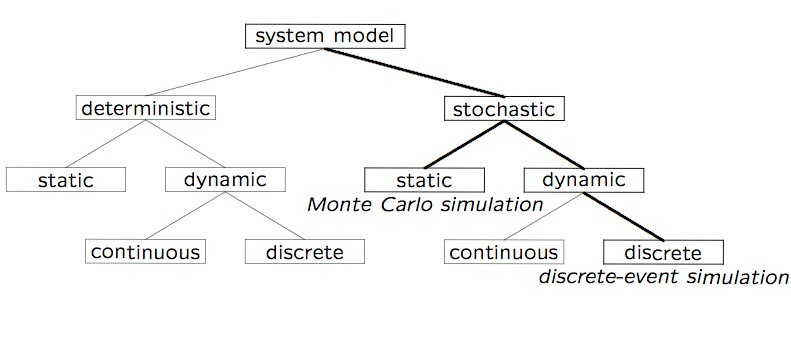 system model
deterministic
stochastic
static
dynamic
static
dynamic
Monte Carlo simulation
continuous
discrete
continuous
discrete
discrete-event simulation